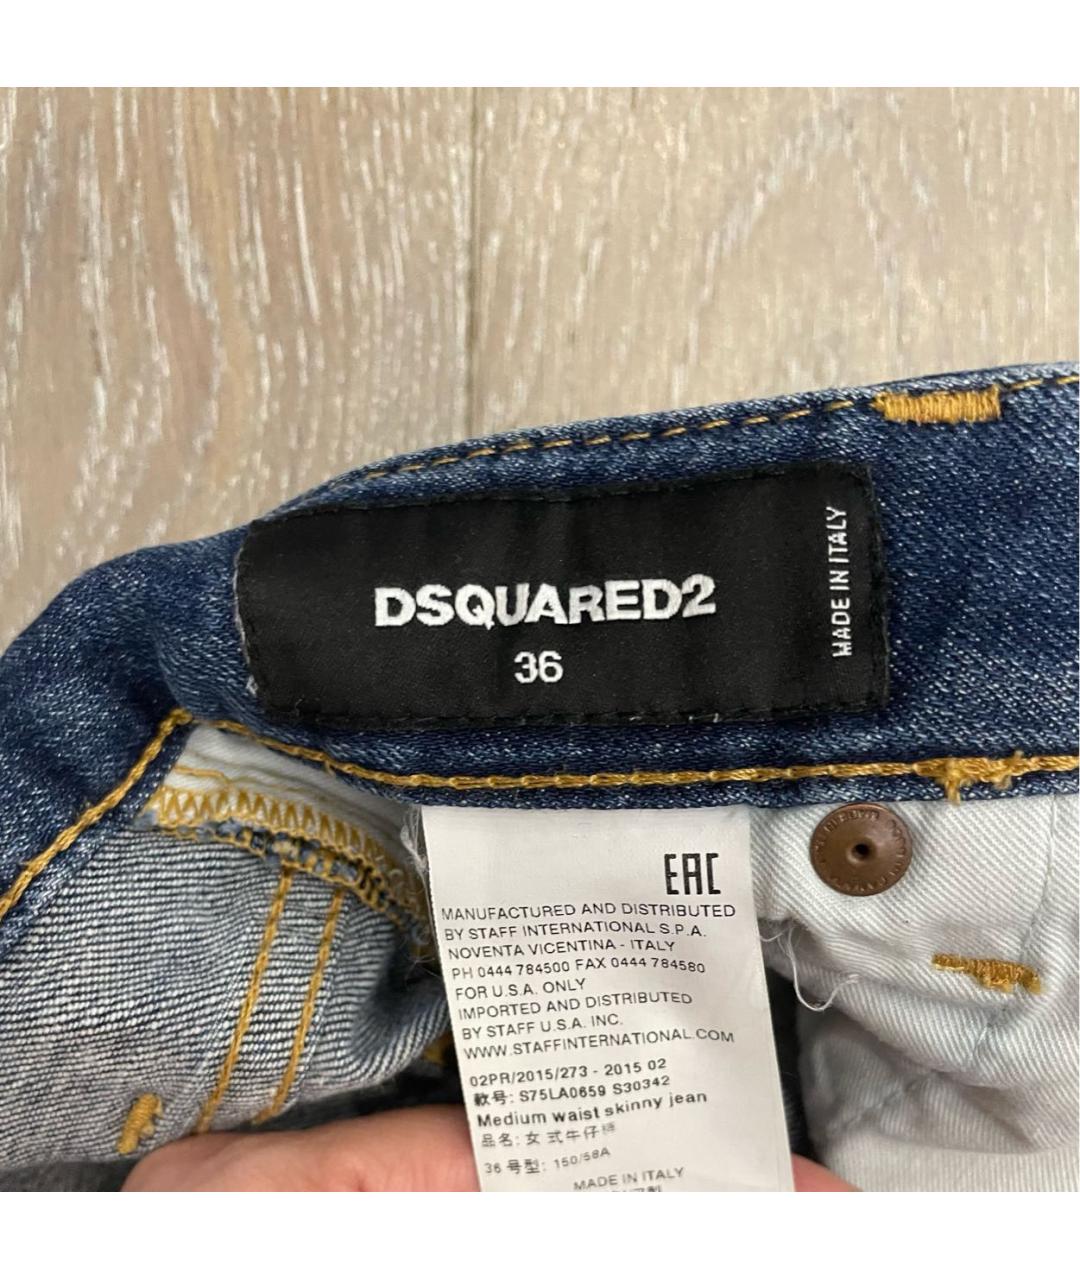 DSQUARED2
36
MADE IN ITALY
EAC
MANUFACTURED AND DISTRIBUTED
BY STAFF INTERNATIONAL S.P.A.
NOVENTA VICENTINA - ITALY
PH 0444 784500 FAX 0444 784580
FOR U.S.A. ONLY
IMPORTED AND DISTRIBUTED
BY STAFF U.S.A. INC.
WWW.STAFFINTERNATIONAL.COM
02PR/2015/273 - 2015 02
款号: S75LA0659 S30342
Medium waist skinny jean
品名: 女式牛仔裤
36 号型: 150/58A
MADE IN ITALY